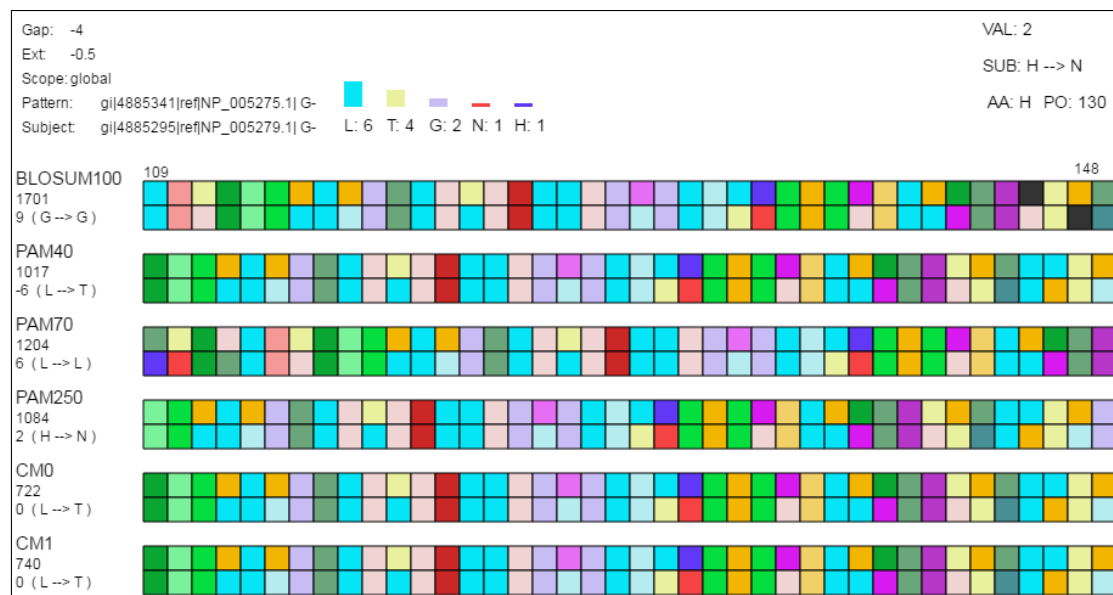 Gap: -4
VAL: 2
Ext: -0.5
SUB: H --> N
Scope: global
Pattern: gi|4885341|ref|NP_005275.1| G-
AA: H PO: 130
Subject: gi|4885295|ref|NP_005279.1| G-
L: 6 T: 4 G: 2 N: 1 H: 1
109 148
BLOSUM100
1701
9 ( G --> G )
PAM40
1017
-6 ( L --> T )
PAM70
1204
6 ( L --> L )
PAM250
1084
2 ( H --> N )
CM0
722
0 ( L --> T )
CM1
740
0 ( L --> T )